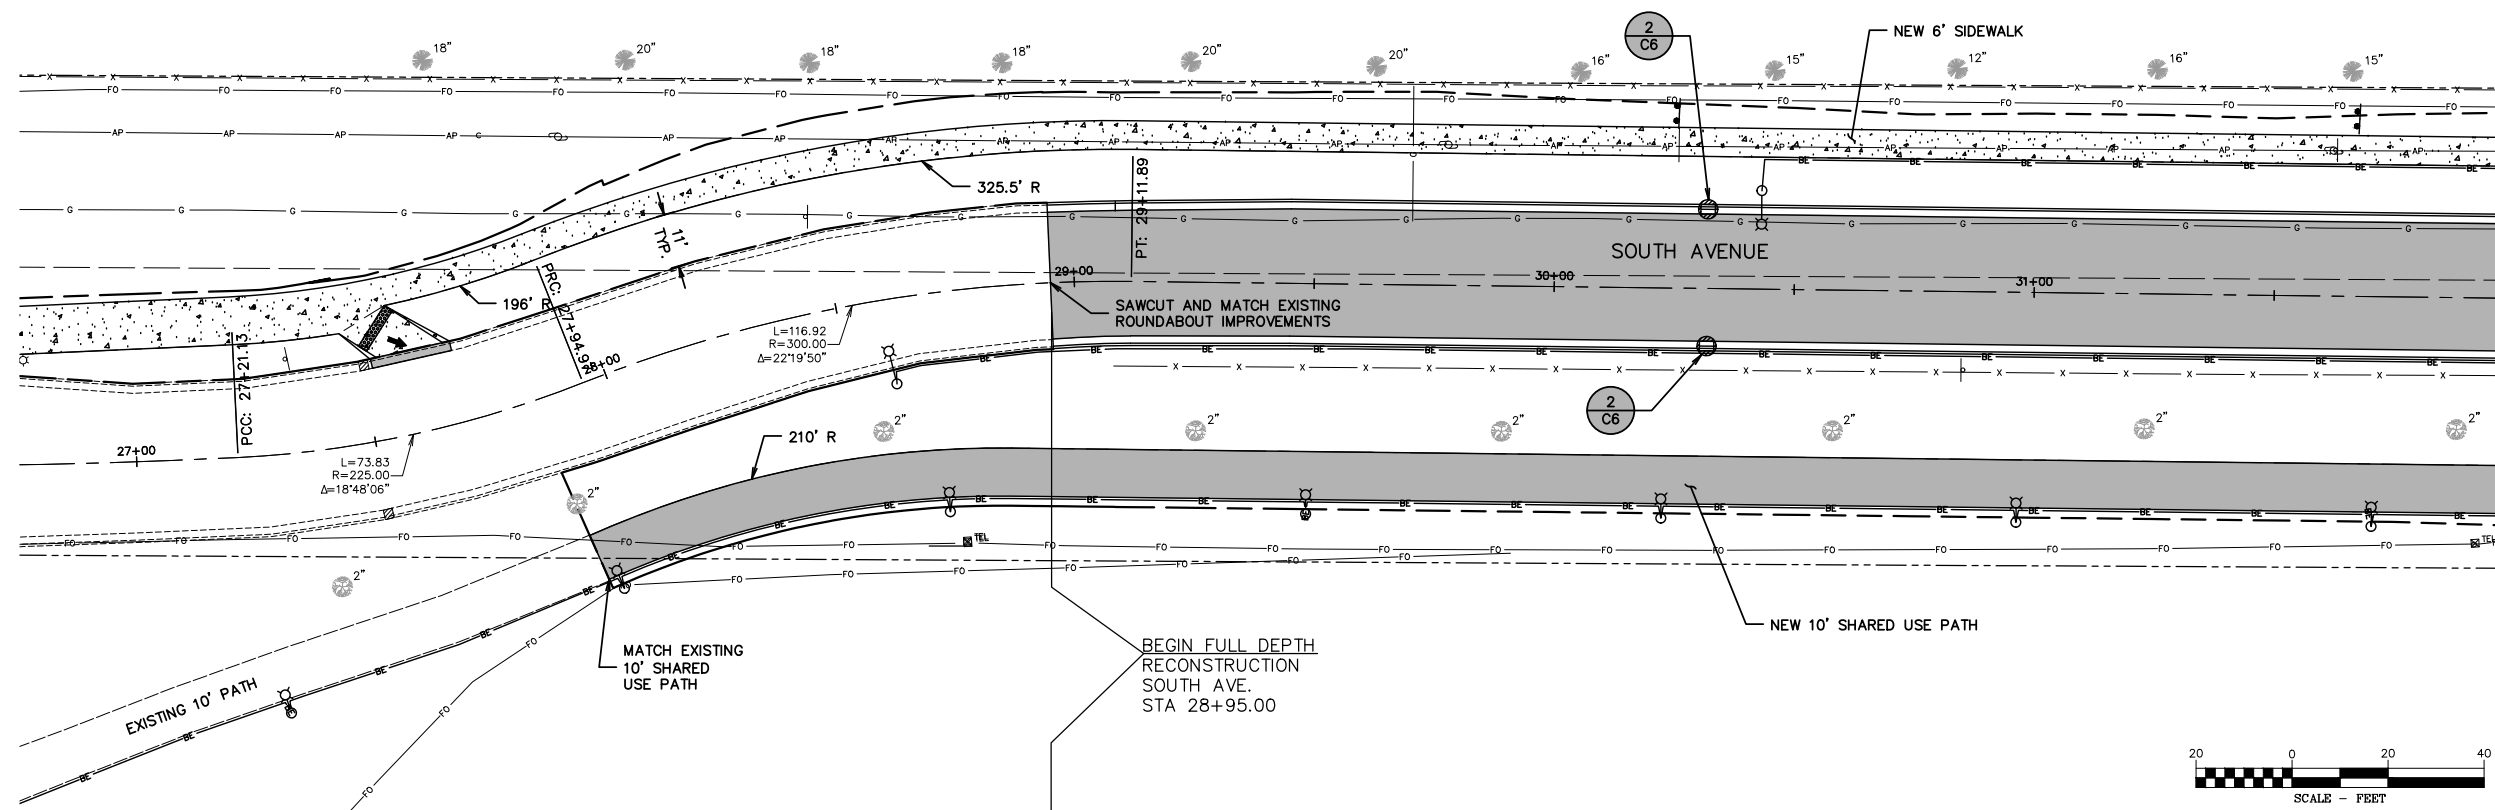 18"
20"
18"
18"
20"
20"
16"
15"
12"
16"
15"
2
C6
NEW 6' SIDEWALK
325.5' R
11'
TYP.
PT: 29+11.89
SOUTH AVENUE
29+00
30+00
31+00
196' R
PRC: 27+94.95
28+00
SAWCUT AND MATCH EXISTING
ROUNDABOUT IMPROVEMENTS
L=116.92
R=300.00
Δ=22°19'50"
PCC: 27+21.13
27+00
L=73.83
R=225.00
Δ=18°48'06"
2
C6
2"
2"
2"
2"
2"
2"
210' R
2"
2"
TEL
TEL
NEW 10' SHARED USE PATH
MATCH EXISTING
10' SHARED
USE PATH
EXISTING 10' PATH
BEGIN FULL DEPTH
RECONSTRUCTION
SOUTH AVE.
STA 28+95.00
20 0 20 40
SCALE - FEET